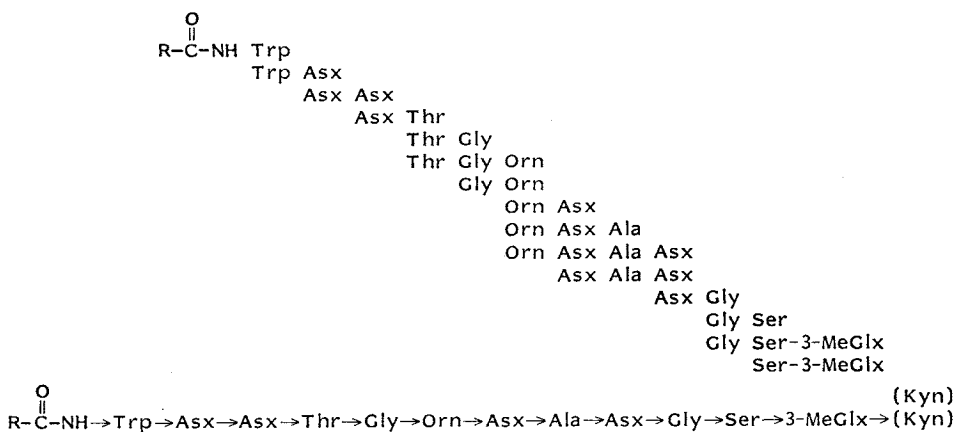 O
R-C-NH Trp
Trp Asx
Asx Asx
Asx Thr
Thr Gly
Thr Gly Orn
Gly Orn
Orn Asx
Orn Asx Ala
Orn Asx Ala Asx
Asx Ala Asx
Asx Gly
Gly Ser
Gly Ser-3-MeGlx
Ser-3-MeGlx
O (Kyn)
R-C-NH→Trp→Asx→Asx→Thr→Gly→Orn→Asx→Ala→Asx→Gly→Ser→3-MeGlx→(Kyn)